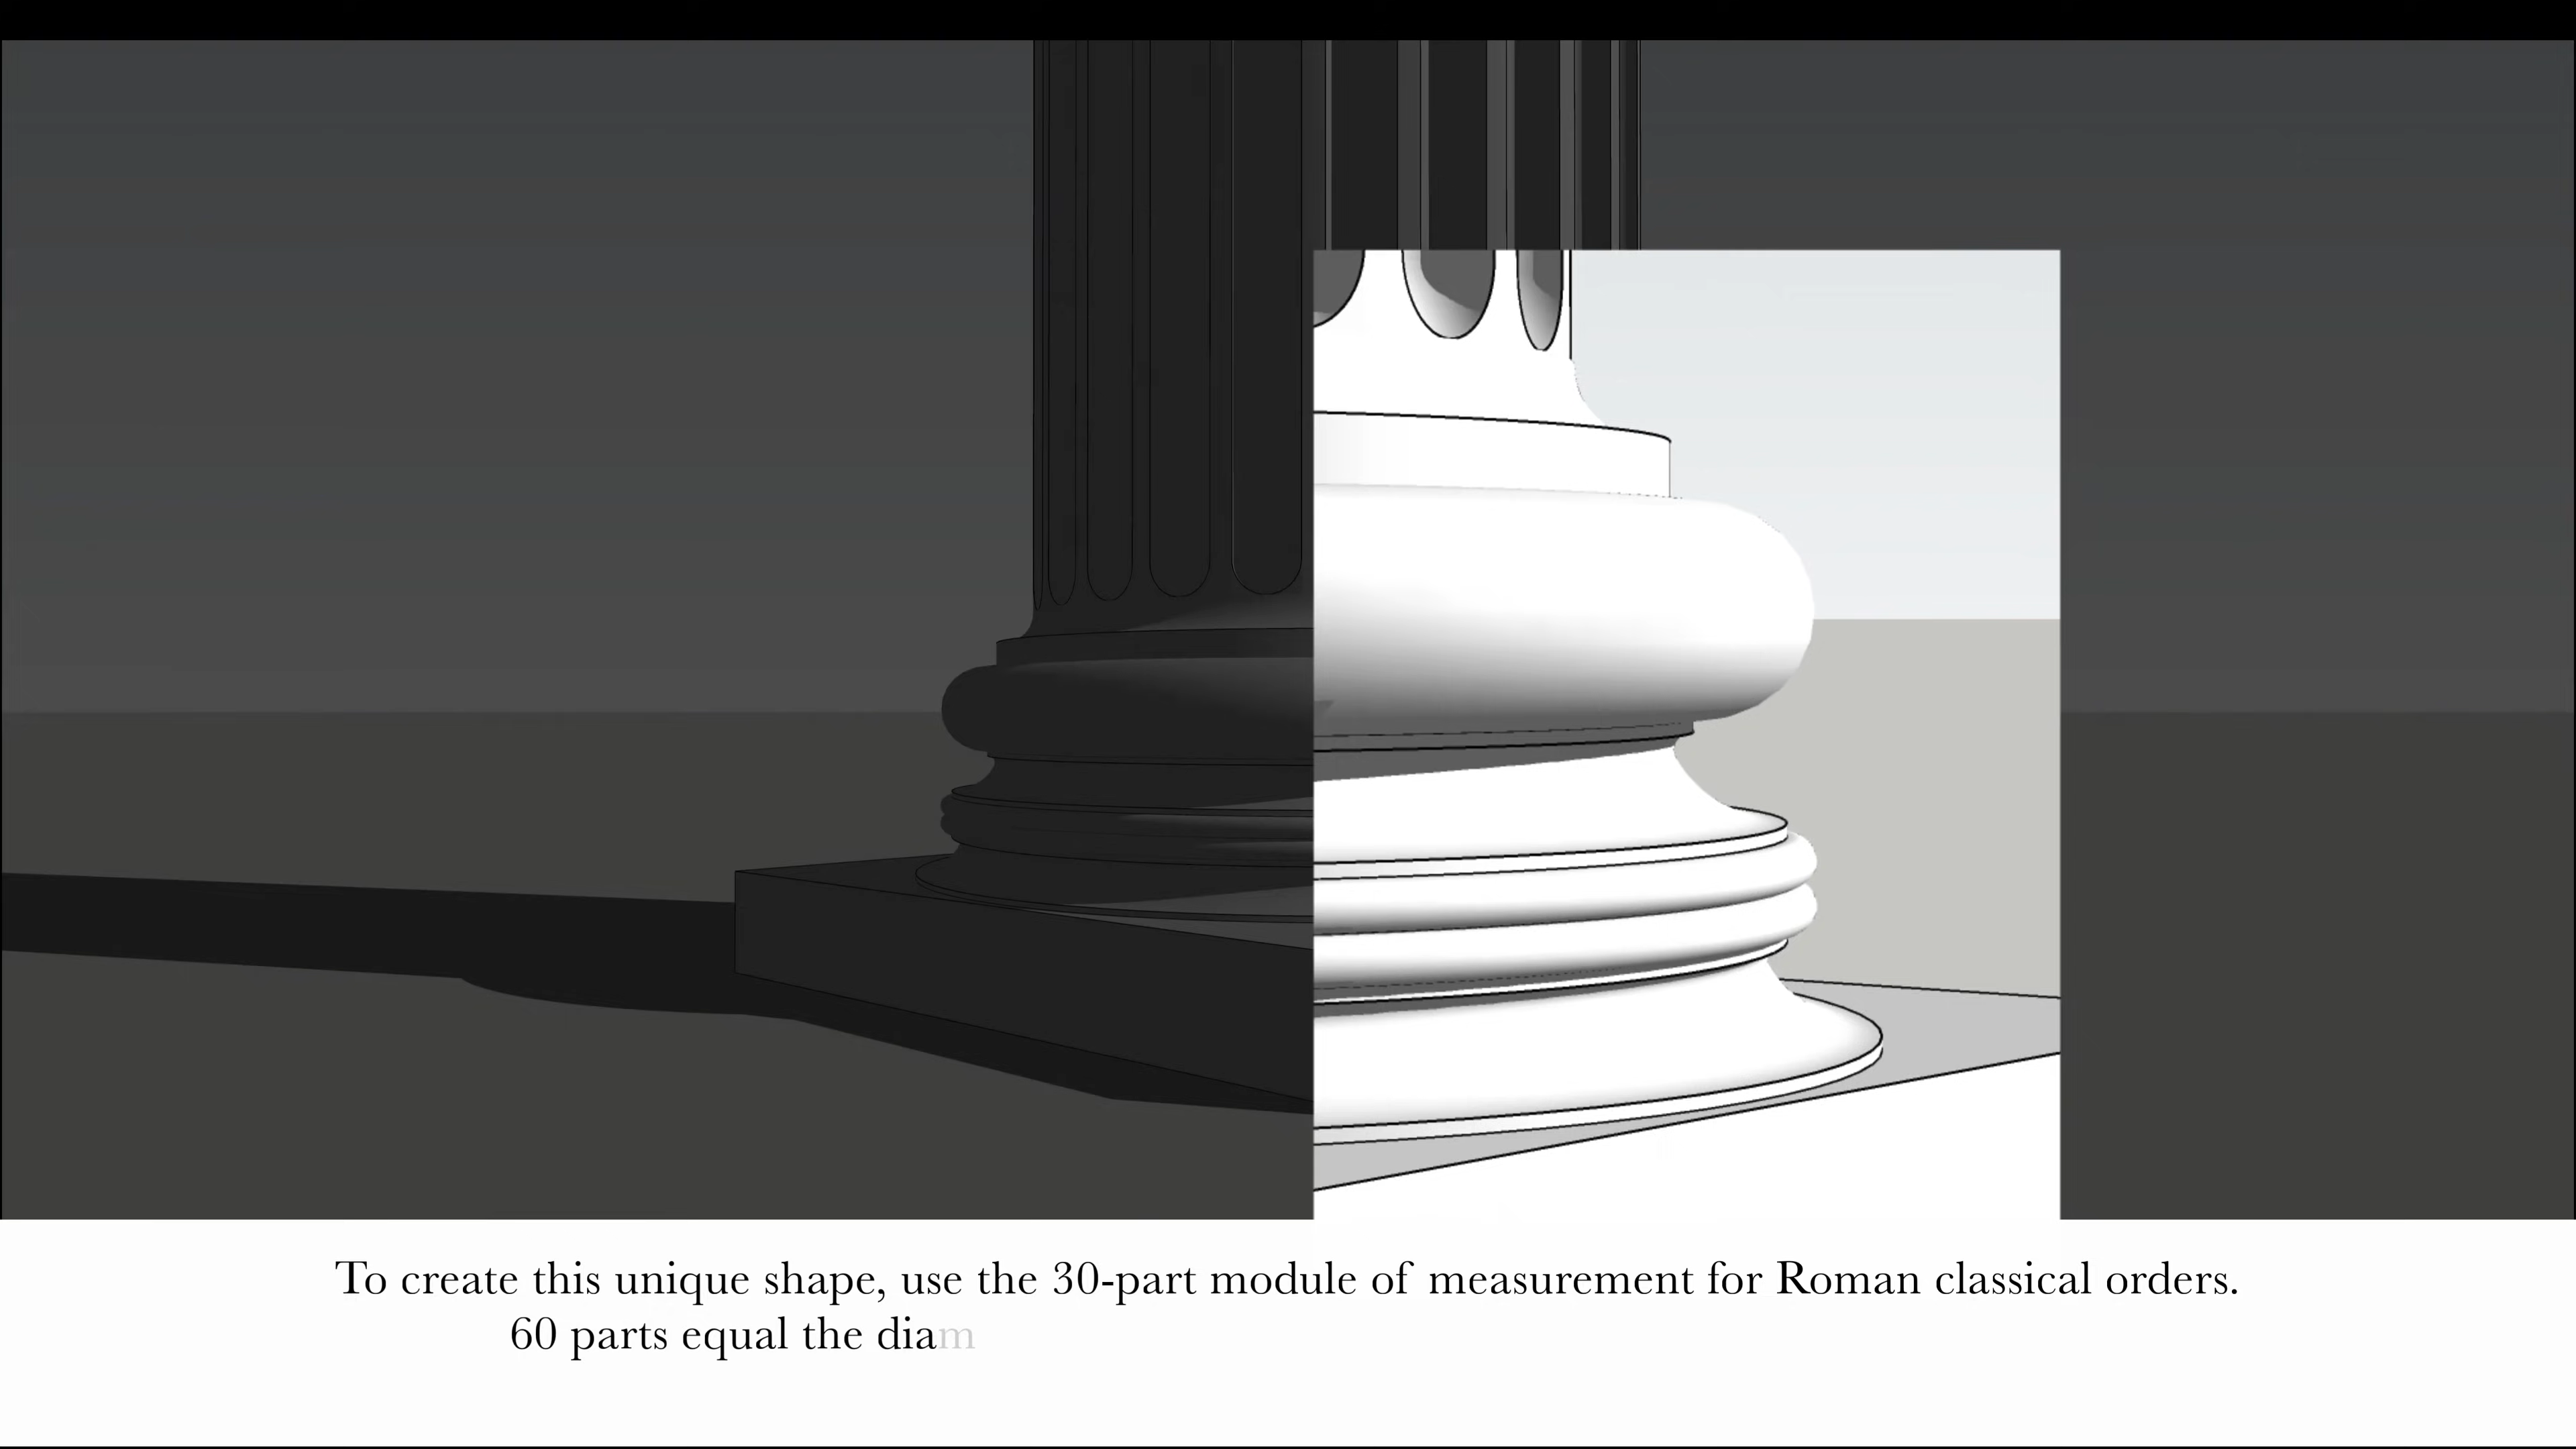 To create this unique shape, use the 30-part module of measurement for Roman classical orders.
60 parts equal the diam